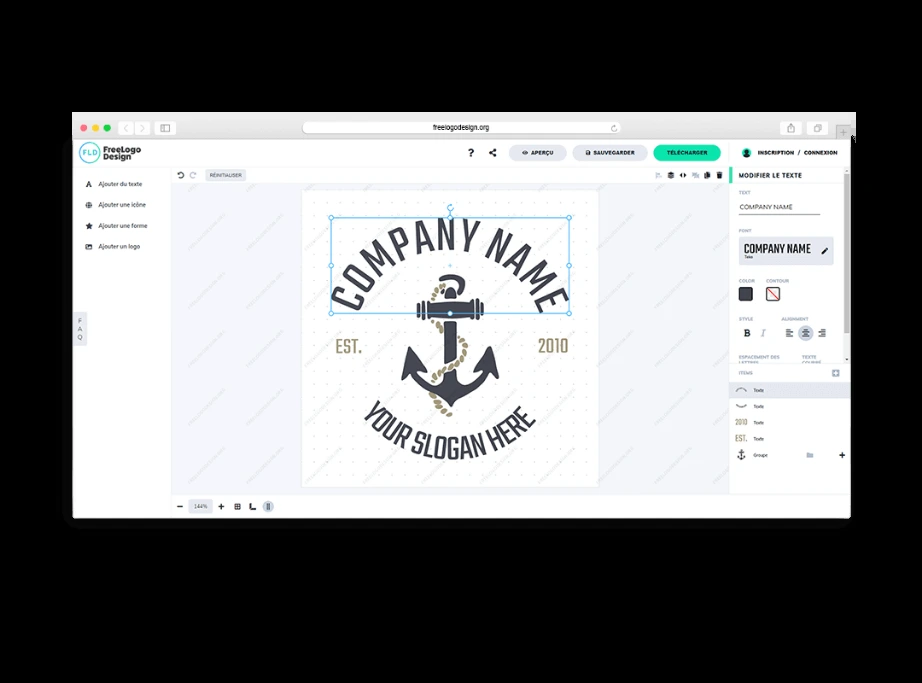 freelogodesign.org
FLD FreeLogo
Design
? APERÇU SAUVEGARDER TÉLÉCHARGER INSCRIPTION / CONNEXION
RÉINITIALISER
Ajouter du texte
Ajouter une icône
Ajouter une forme
Ajouter un logo
FAQ
COMPANY NAME
EST. 2010
YOUR SLOGAN HERE
144%
MODIFIER LE TEXTE
TEXT
COMPANY NAME
FONT
COMPANY NAME
Teko
COLOR CONTOUR
STYLE ALIGNMENT
B I
ESPACEMENT DES
LETTRES
TEXTE
COURBÉ
ITEMS
Texte
Texte
2010 Texte
EST. Texte
Groupe